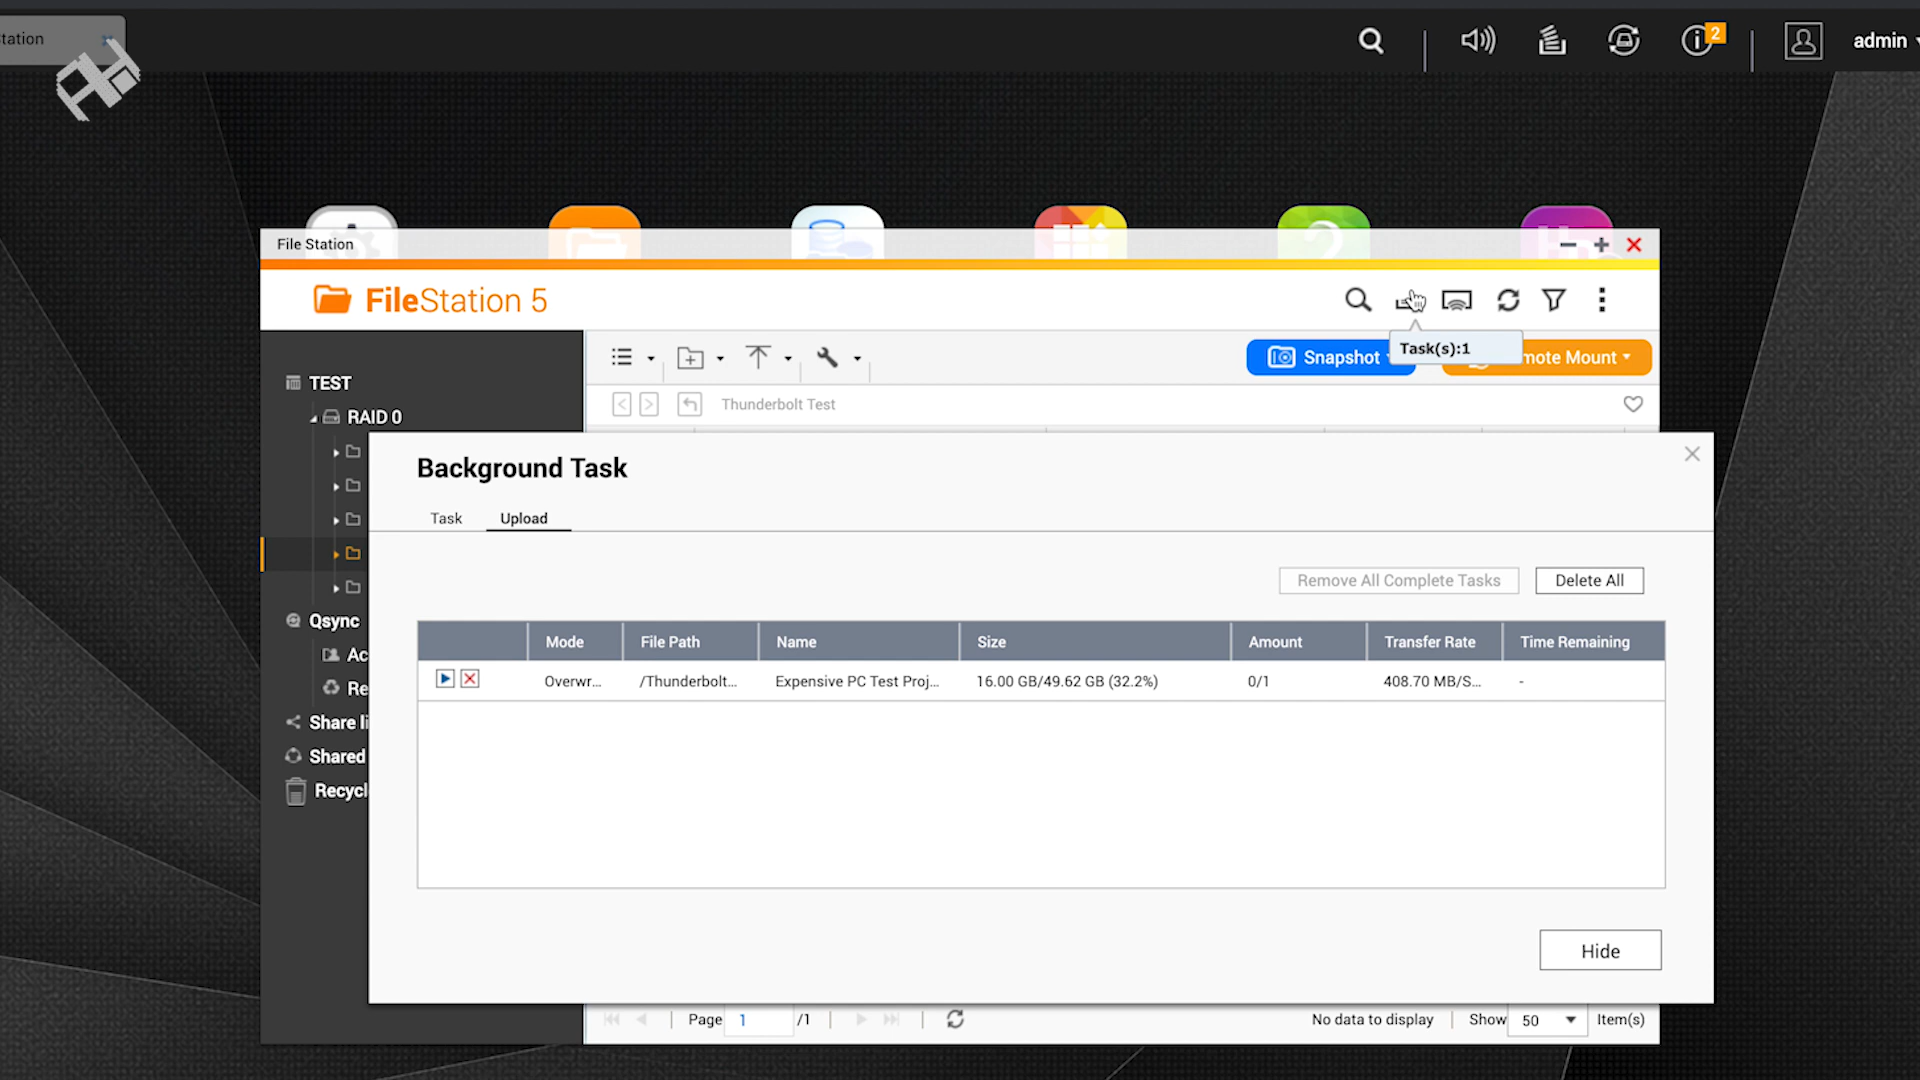 tation
2
admin
File Station
FileStation 5
Task(s):1
Snapshot
mote Mount
TEST
RAID 0
Thunderbolt Test
Background Task
Task
Upload
Remove All Complete Tasks
Delete All
Mode
File Path
Name
Size
Amount
Transfer Rate
Time Remaining
Overwr...
/Thunderbolt...
Expensive PC Test Proj...
16.00 GB/49.62 GB (32.2%)
0/1
408.70 MB/S...
-
Qsync
Ac
Re
Share li
Shared
Recycl
Hide
Page 1 /1
No data to display
Show 50 Item(s)